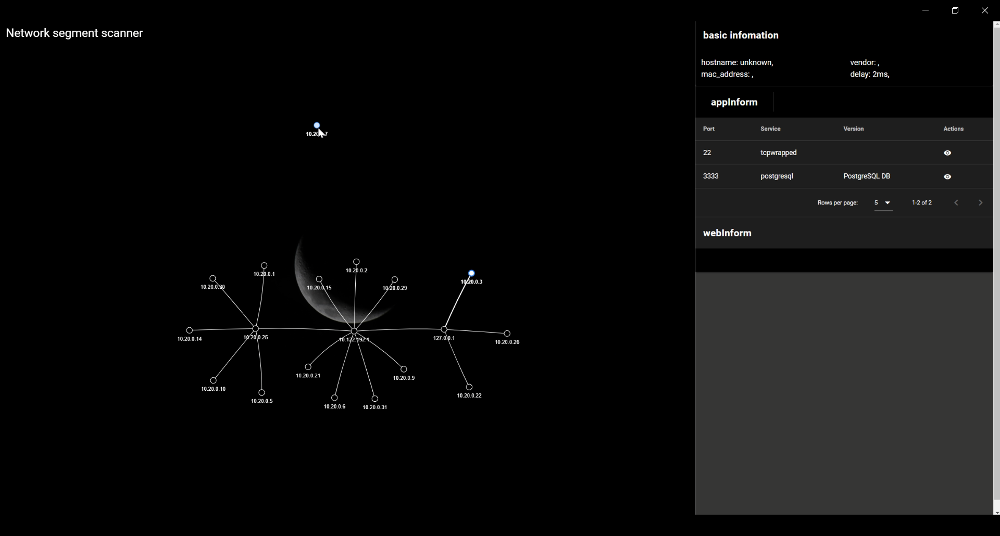 Network segment scanner
10.20.0.7
10.20.0.1
10.20.0.2
10.20.0.3
10.20.0.30
10.20.0.15
10.20.0.29
10.20.0.14
10.20.0.25
10.122.192.1
127.0.0.1
10.20.0.26
10.20.0.21
10.20.0.9
10.20.0.10
10.20.0.5
10.20.0.6
10.20.0.31
10.20.0.22
basic infomation
hostname: unknown,
vendor: ,
mac_address: ,
delay: 2ms,
appInform
Port Service Version Actions
22 tcpwrapped
3333 postgresql PostgreSQL DB
Rows per page: 5 1-2 of 2
webInform